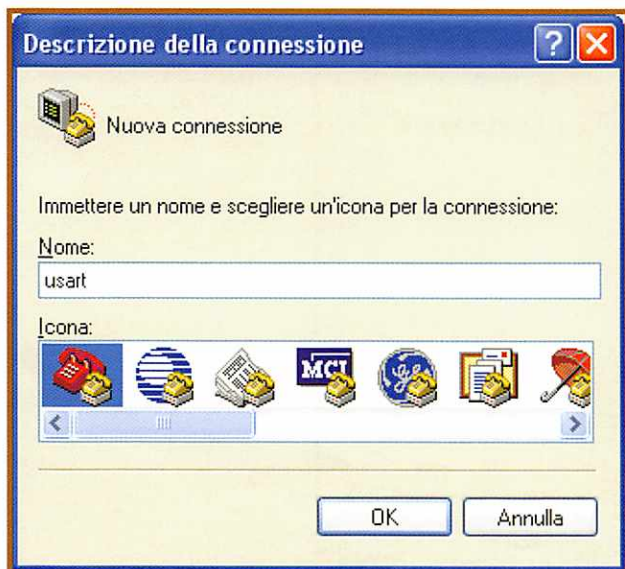 Descrizione della connessione
Nuova connessione
Immettere un nome e scegliere un'icona per la connessione:
Nome:
usart
Icona:
MCI
OK
Annulla